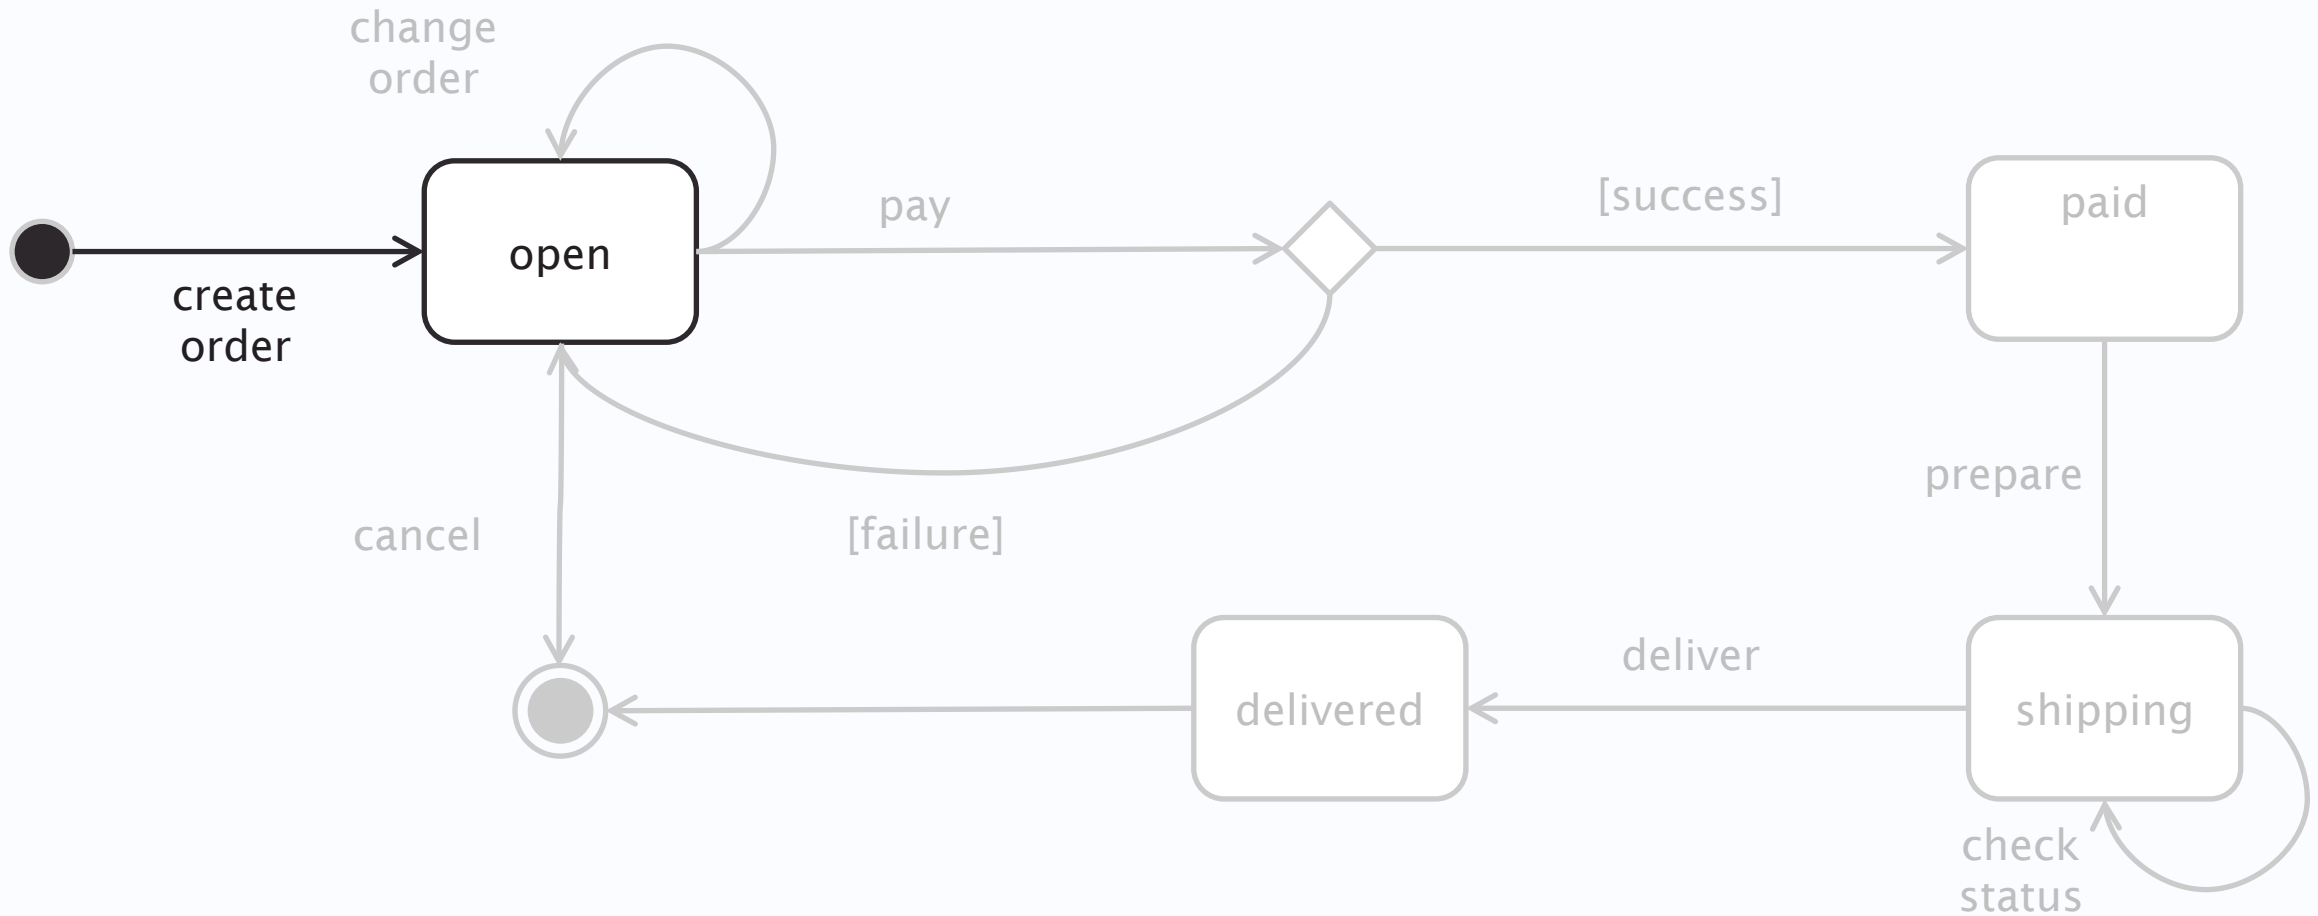 change
order
pay
[success]
paid
open
create
order
prepare
cancel
[failure]
deliver
delivered
shipping
check
status